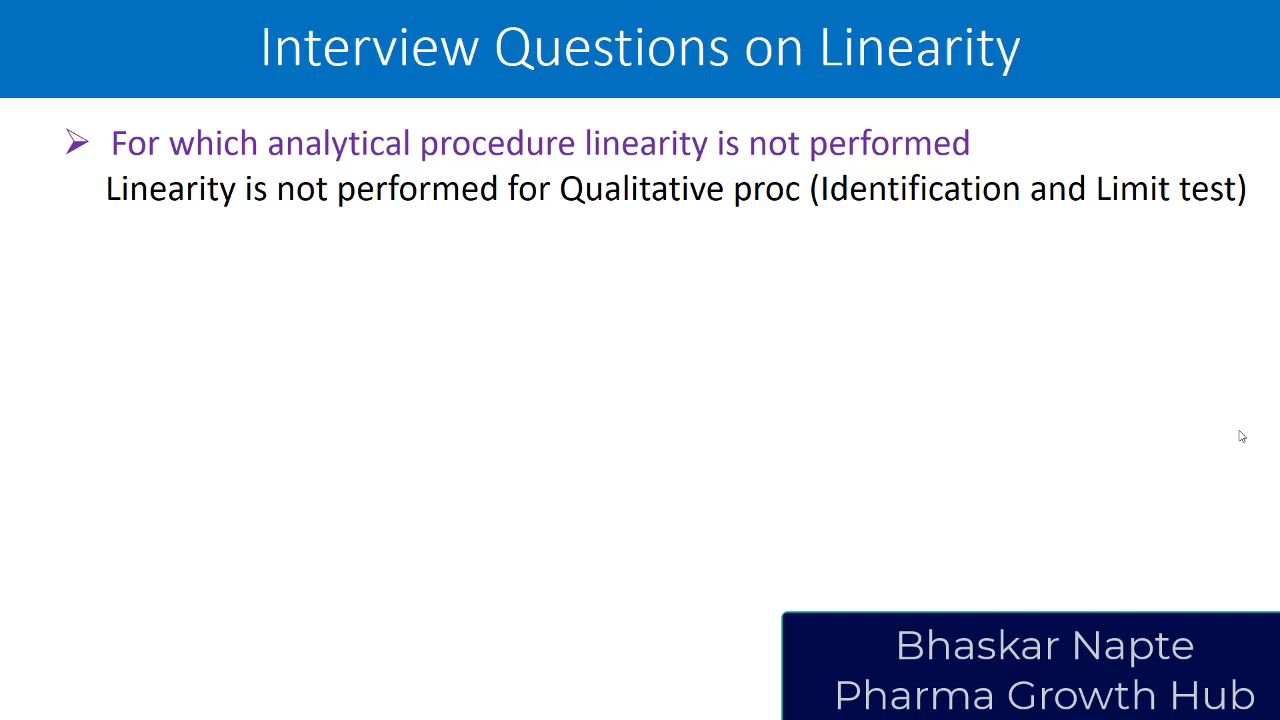 Interview Questions on Linearity
➢ For which analytical procedure linearity is not performed
Linearity is not performed for Qualitative proc (Identification and Limit test)
Bhaskar Napte
Pharma Growth Hub